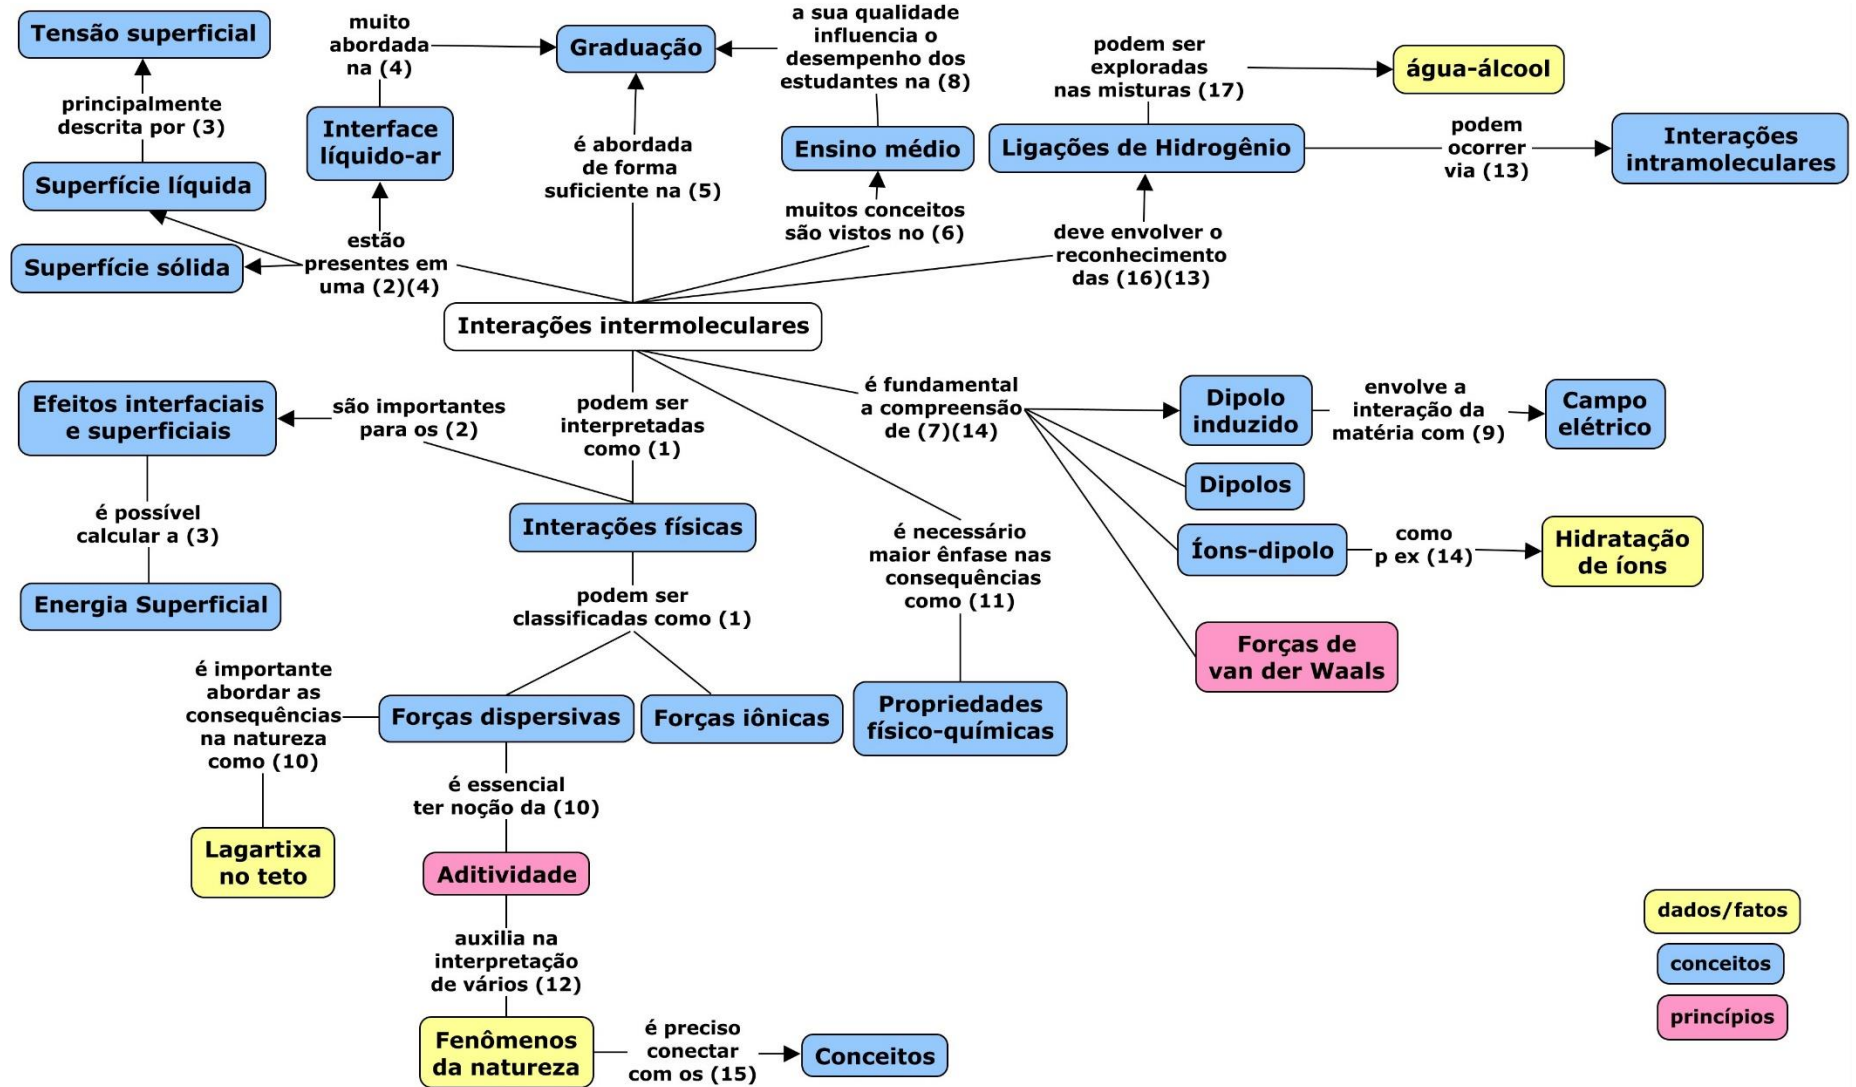 Tensão superficial
muito
abordada
na (4)
Graduação
a sua qualidade
influencia o
desempenho dos
estudantes na (8)
podem ser
exploradas
nas misturas (17)
água-álcool
principalmente
descrita por (3)
Interface
líquido-ar
é abordada
de forma
suficiente na (5)
Ensino médio
Ligações de Hidrogênio
podem
ocorrer
via (13)
Interações
intramoleculares
Superfície líquida
muitos conceitos
são vistos no (6)
deve envolver o
reconhecimento
das (16)(13)
Superfície sólida
estão
presentes em
uma (2)(4)
Interações intermoleculares
Efeitos interfaciais
e superficiais
são importantes
para os (2)
podem ser
interpretadas
como (1)
é fundamental
a compreensão
de (7)(14)
Dipolo
induzido
envolve a
interação da
matéria com (9)
Campo
elétrico
Dipolos
é possível
calcular a (3)
Interações físicas
é necessário
maior ênfase nas
consequências
como (11)
Íons-dipolo
como
p ex (14)
Hidratação
de íons
Energia Superficial
podem ser
classificadas como (1)
Forças de
van der Waals
é importante
abordar as
consequências
na natureza
como (10)
Forças dispersivas
Forças iônicas
Propriedades
físico-químicas
é essencial
ter noção da (10)
Lagartixa
no teto
Aditividade
dados/fatos
auxilia na
interpretação
de vários (12)
conceitos
princípios
Fenômenos
da natureza
é preciso
conectar
com os (15)
Conceitos